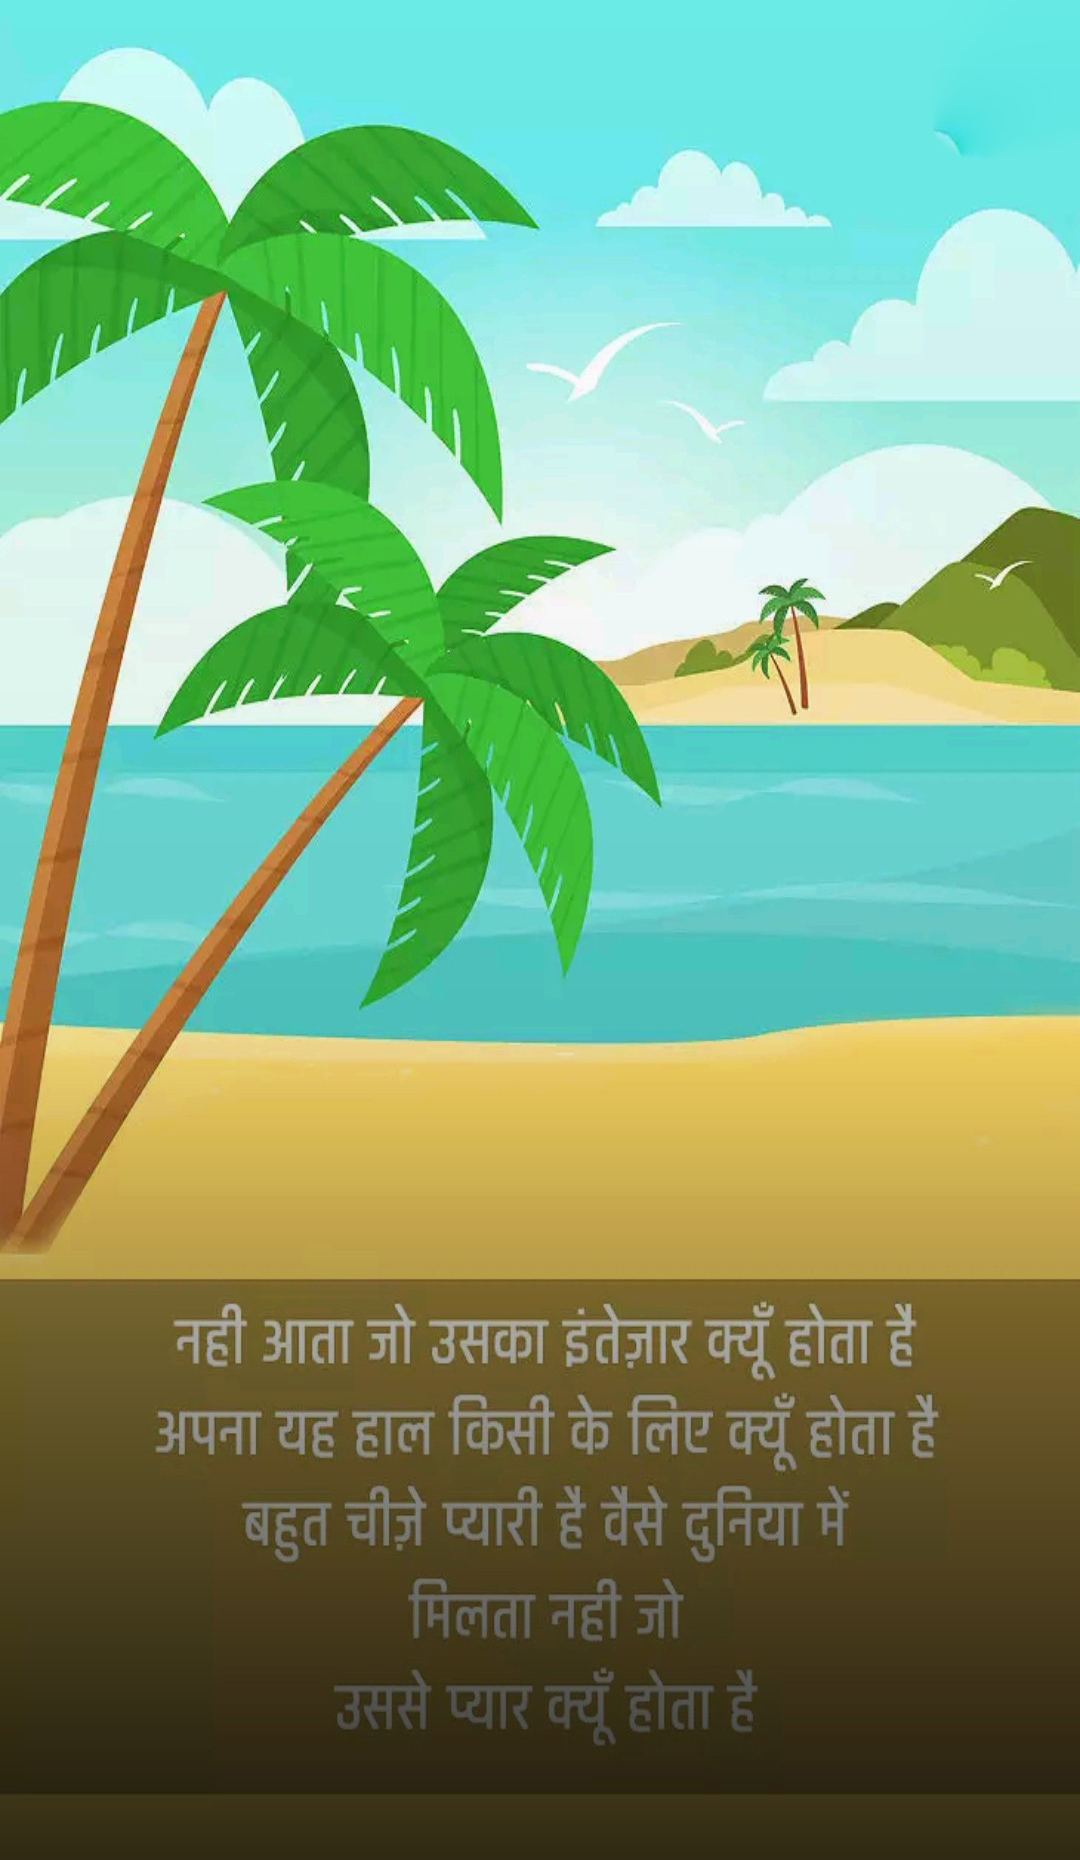 नही आता जो उसका इंतेज़ार क्यूँ होता है
अपना यह हाल किसी के लिए क्यूँ होता है
बहुत चीज़े प्यारी है वैसे दुनिया में
मिलता नही जो
उससे प्यार क्यूँ होता है